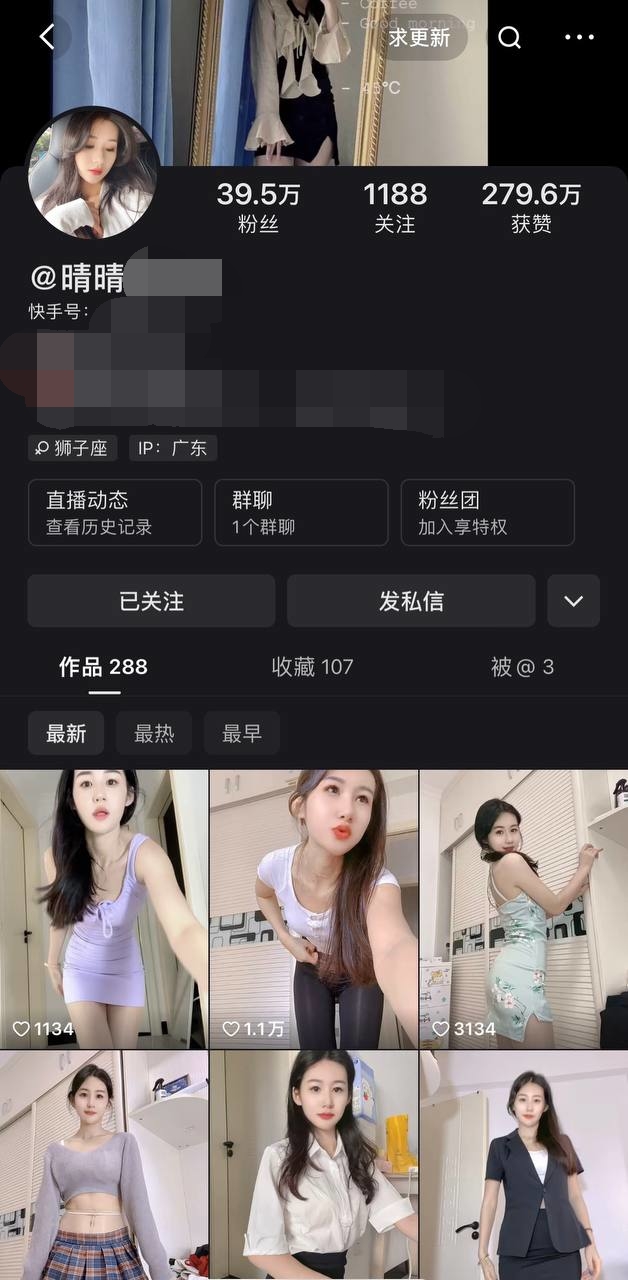 - Coffee
- Good morning
求更新
- 45°C
39.5万 1188 279.6万
粉丝 关注 获赞
@晴晴
快手号：
狮子座 IP：广东
直播动态 群聊 粉丝团
查看历史记录 1个群聊 加入享特权
已关注 发私信
作品 288 收藏 107 被@ 3
最新 最热 最早
1134 1.1万 3134